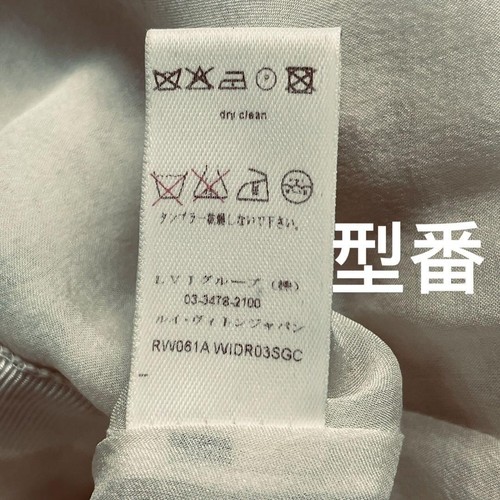 dry clean
タンブラー乾燥しないで下さい。
型番
LVJグループ(株)
03-3478-2100
ルイ・ヴィトンジャパン
RW061A WIDR03SGC